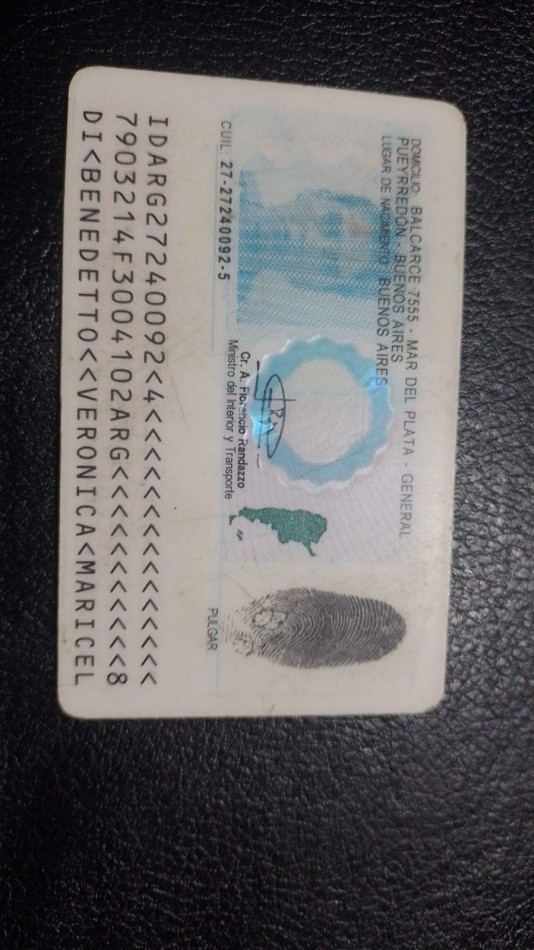 DOMICILIO: BALCARCE 7555 - MAR DEL PLATA - GENERAL
PUEYRREDON - BUENOS AIRES
LUGAR DE NACIMIENTO: BUENOS AIRES
CUIL: 27-27240092-5
Cr. A. Florencio Randazzo
Ministro del Interior y Transporte
PULGAR
IDARG27240092<4<<<<<<<<<<<<<<<
7903214F3004102ARG<<<<<<<<<<<8
DI<BENEDETTO<<VERONICA<MARICEL